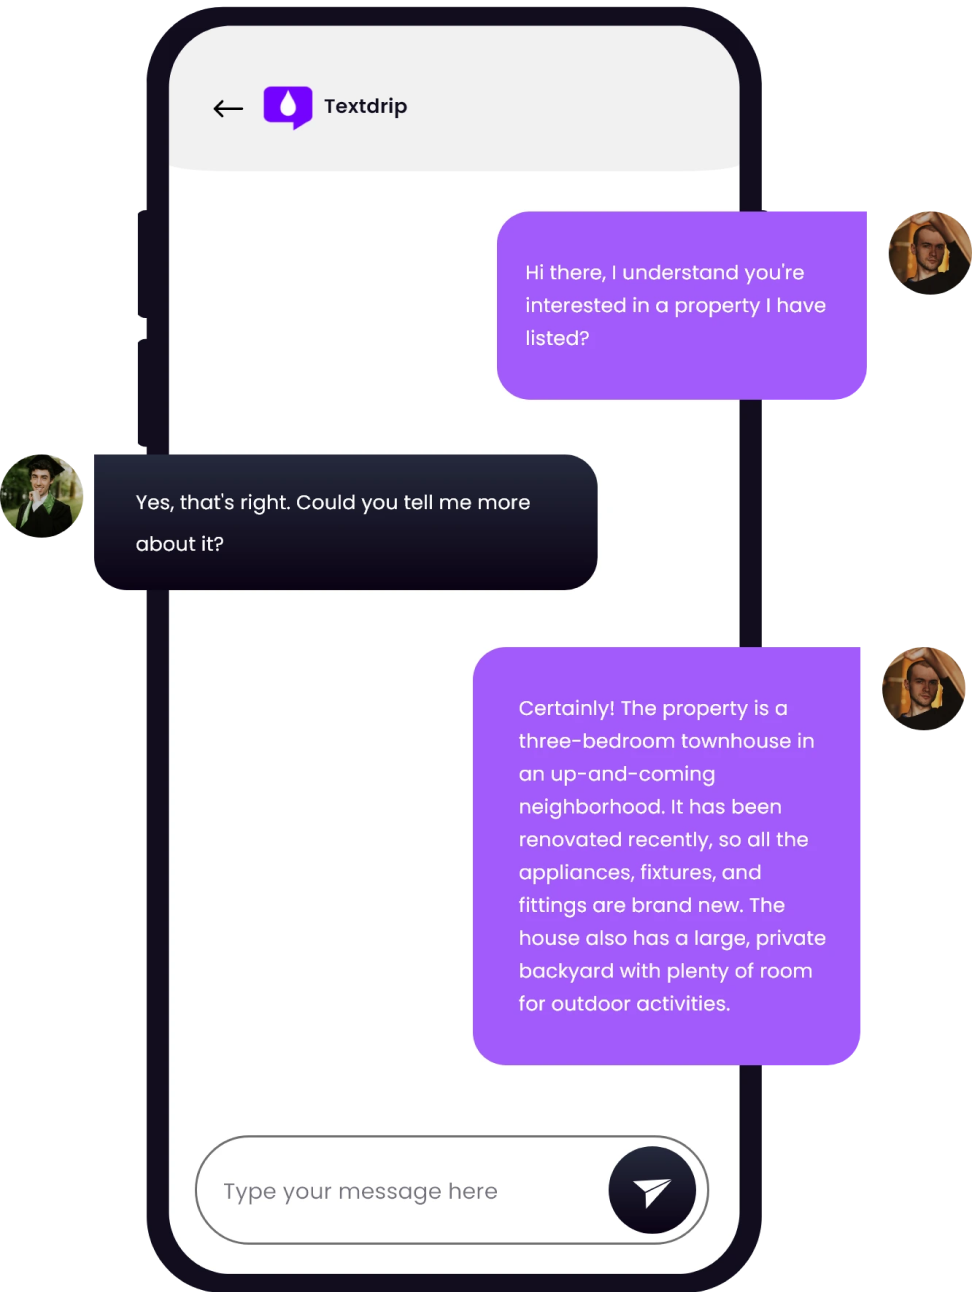 Textdrip
Hi there, I understand you're
interested in a property I have
listed?
Yes, that's right. Could you tell me more
about it?
Certainly! The property is a
three-bedroom townhouse in
an up-and-coming
neighborhood. It has been
renovated recently, so all the
appliances, fixtures, and
fittings are brand new. The
house also has a large, private
backyard with plenty of room
for outdoor activities.
Type your message here